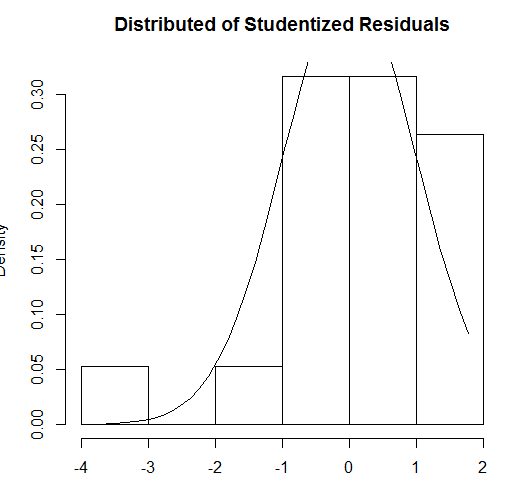 Distributed of Studentized Residuals
Density
0.00 0.05 0.10 0.15 0.20 0.25 0.30
-4 -3 -2 -1 0 1 2